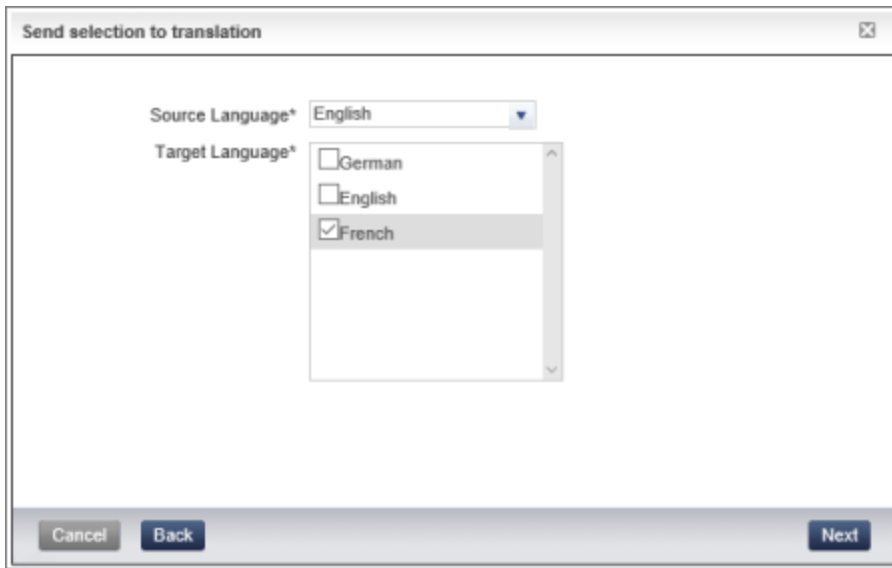 Send selection to translation
Source Language* English
Target Language*
German
English
French
Cancel Back Next